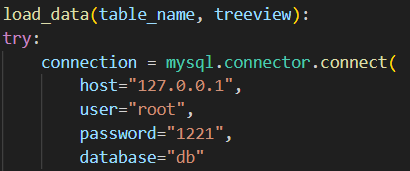 load_data(table_name, treeview):
try:
    connection = mysql.connector.connect(
        host="127.0.0.1",
        user="root",
        password="1221",
        database="db"